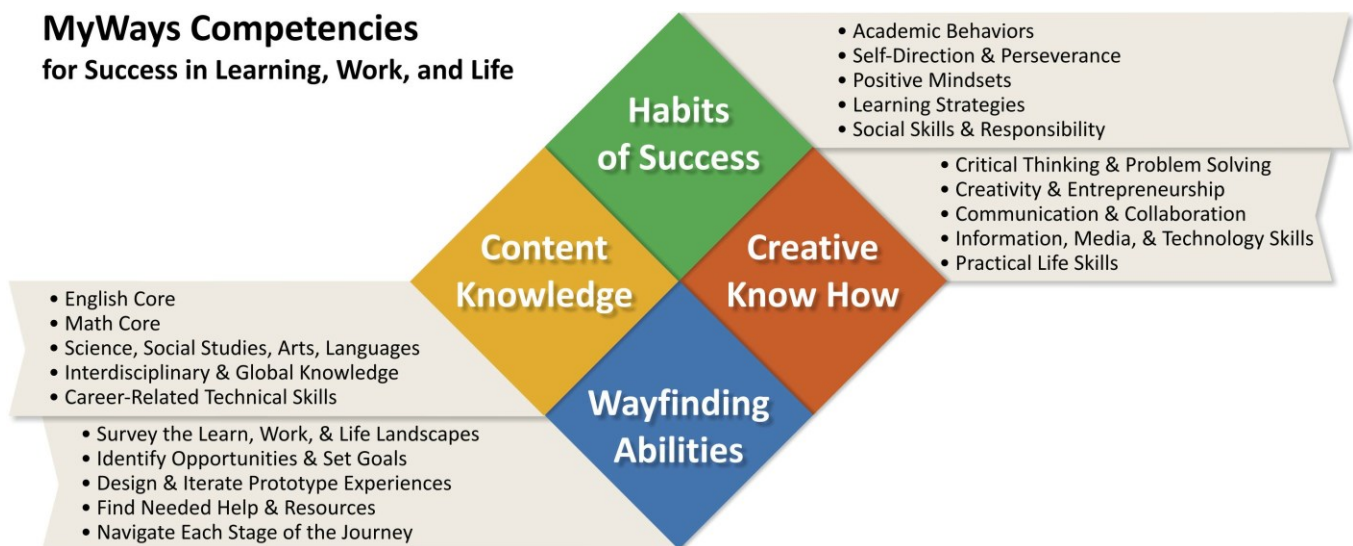 MyWays Competencies
for Success in Learning, Work, and Life
Habits
of Success
• Academic Behaviors
• Self-Direction & Perseverance
• Positive Mindsets
• Learning Strategies
• Social Skills & Responsibility
Creative
Know How
• Critical Thinking & Problem Solving
• Creativity & Entrepreneurship
• Communication & Collaboration
• Information, Media, & Technology Skills
• Practical Life Skills
Content
Knowledge
• English Core
• Math Core
• Science, Social Studies, Arts, Languages
• Interdisciplinary & Global Knowledge
• Career-Related Technical Skills
Wayfinding
Abilities
• Survey the Learn, Work, & Life Landscapes
• Identify Opportunities & Set Goals
• Design & Iterate Prototype Experiences
• Find Needed Help & Resources
• Navigate Each Stage of the Journey